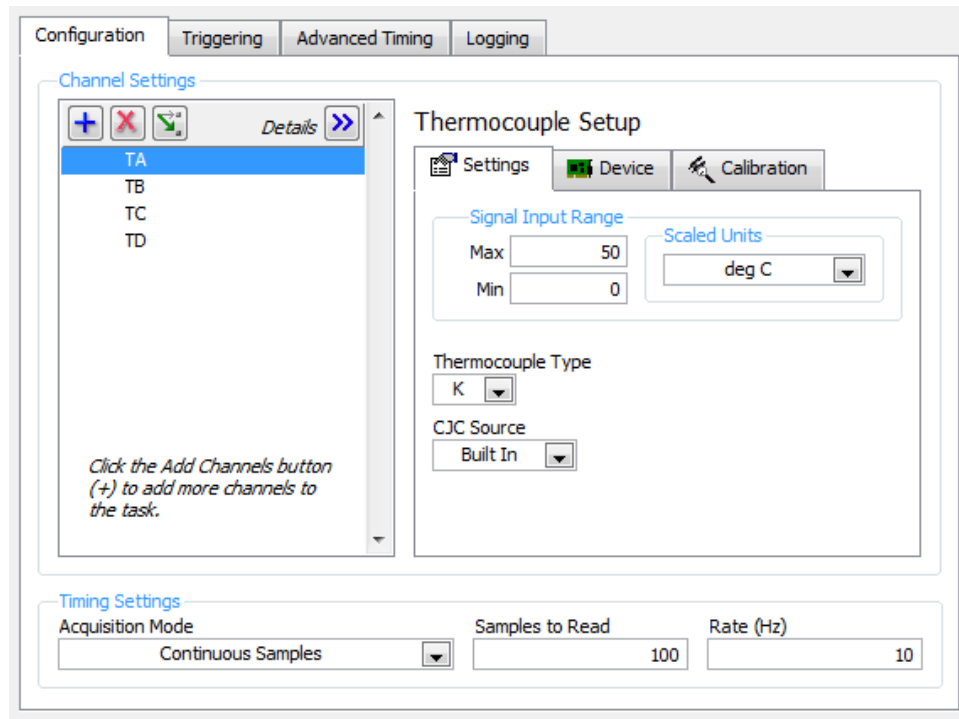 Configuration Triggering Advanced Timing Logging
Channel Settings
Details
TA
TB
TC
TD
Click the Add Channels button
(+) to add more channels to
the task.
Thermocouple Setup
Settings Device Calibration
Signal Input Range
Max 50
Min 0
Scaled Units
deg C
Thermocouple Type
K
CJC Source
Built In
Timing Settings
Acquisition Mode Samples to Read Rate (Hz)
Continuous Samples 100 10